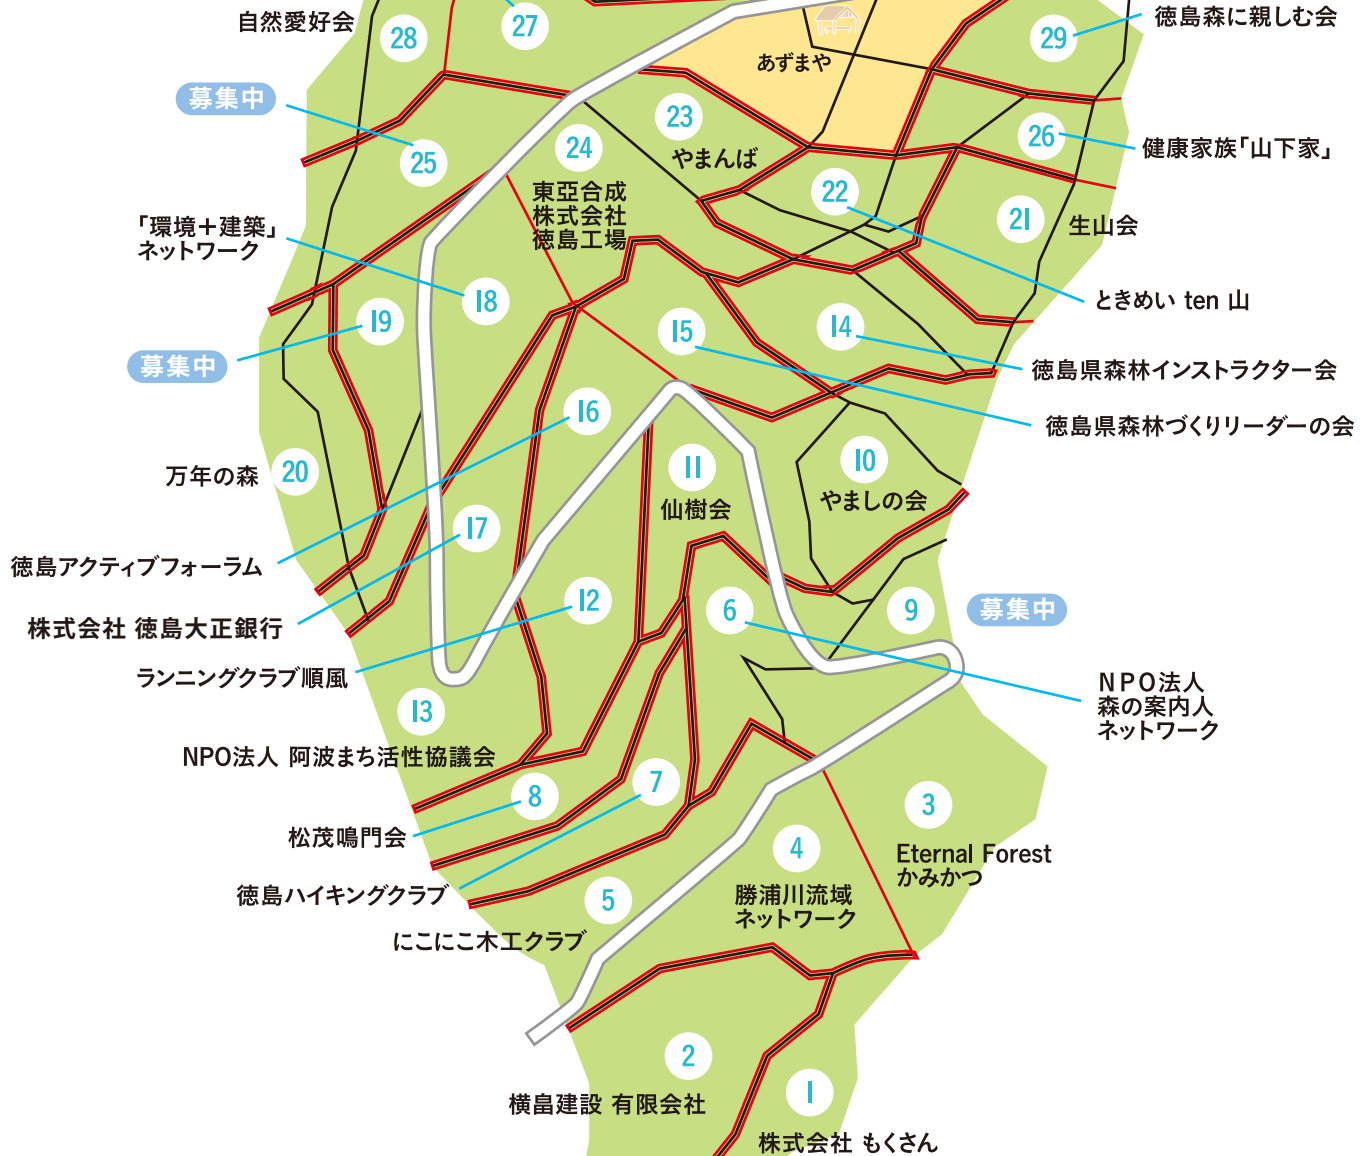 自然愛好会
28
27
29
徳島森に親しむ会
あずまや
募集中
25
24
東亞合成
株式会社
徳島工場
23
やまんば
26
健康家族「山下家」
22
21
生山会
「環境＋建築」
ネットワーク
18
19
募集中
15
14
ときめい ten 山
徳島県森林インストラクター会
徳島県森林づくりリーダーの会
16
万年の森
20
11
仙樹会
10
やましの会
17
徳島アクティブフォーラム
株式会社 徳島大正銀行
12
6
9
募集中
ランニングクラブ順風
13
NPO法人 阿波まち活性協議会
NPO法人
森の案内人
ネットワーク
8
7
松茂鳴門会
3
Eternal Forest
かみかつ
4
勝浦川流域
ネットワーク
徳島ハイキングクラブ
5
にこにこ木工クラブ
2
横畠建設 有限会社
1
株式会社 もくさん